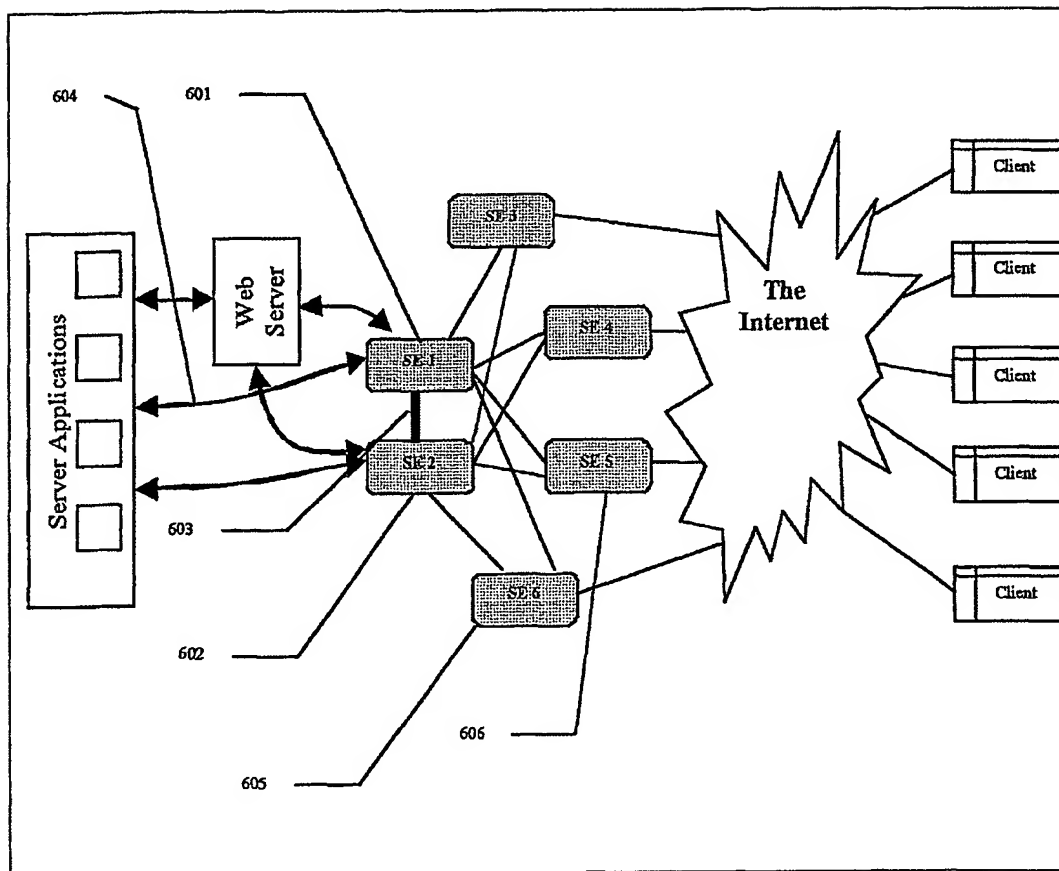 604
601
Client
SE 3
Web
Server
The
Internet
Client
SE 4
SE 1
Client
Server Applications
SE 2
SE 5
Client
603
SE 6
Client
602
606
605